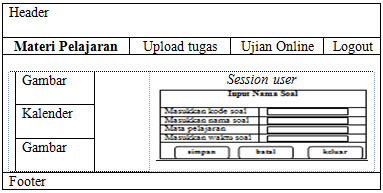 Header
Materi Pelajaran Upload tugas Ujian Online Logout
Gambar
Kalender
Gambar
Session user
Input Nama Soal
Masukkan kode soal
Masukkan nama soal
Mata pelajaran
Masukkan waktu soal
simpan batal keluar
Footer